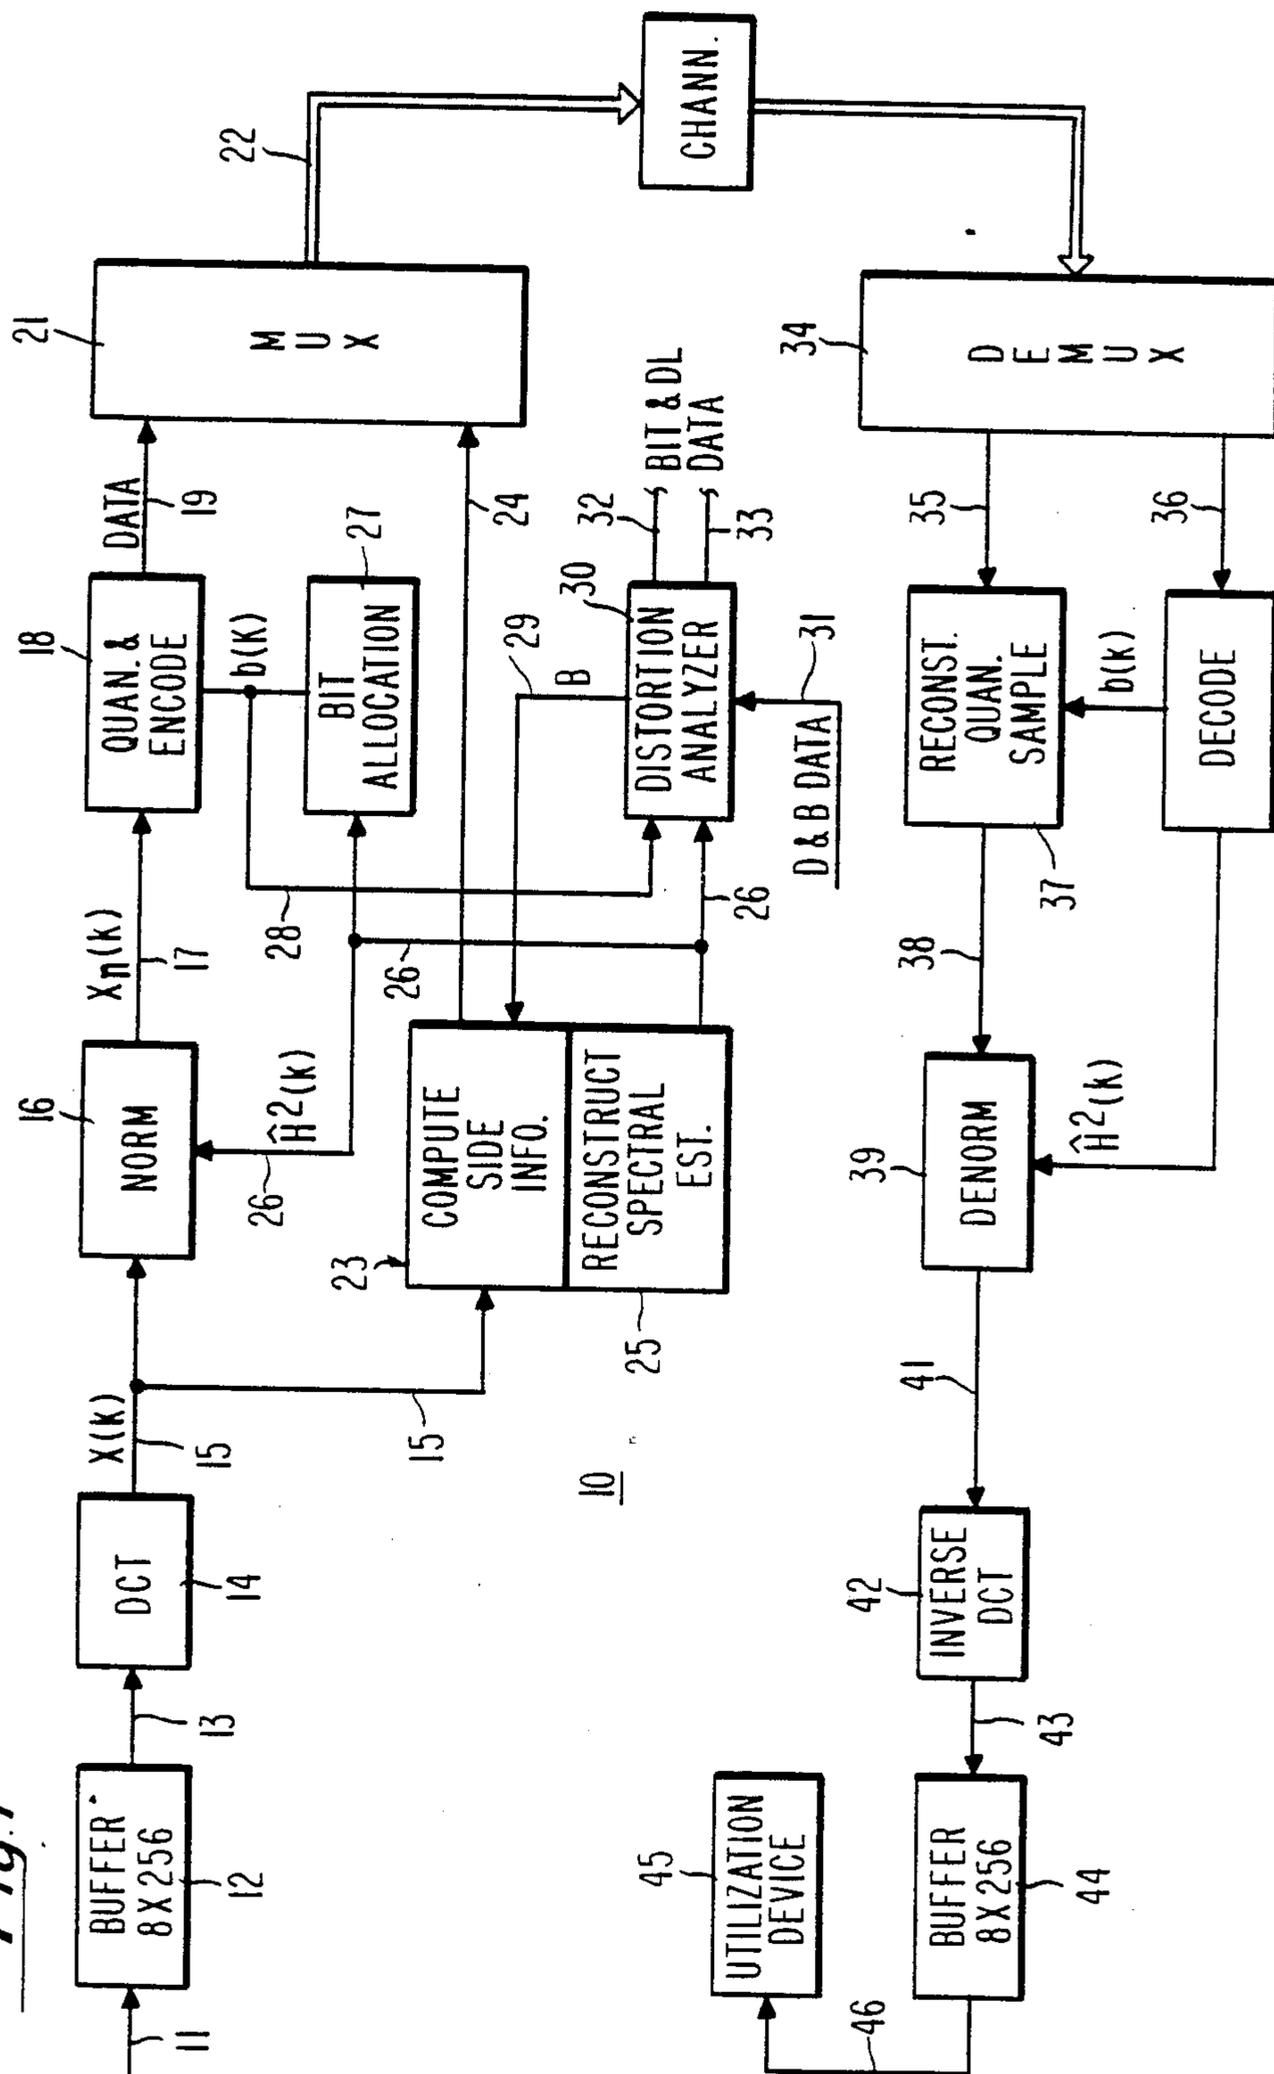 Fig.1
11
BUFFER
8 X 256
12
13
DCT
14
X(k)
15
15
NORM
16
Ĥ²(k)
26
Xn(k)
17
QUAN. &
ENCODE
18
DATA
19
b(K)
BIT
ALLOCATION
27
28
26
MUX
21
22
CHANN.
COMPUTE
SIDE
INFO.
23
RECONSTRUCT
SPECTRAL
EST.
25
24
26
B
29
DISTORTION
ANALYZER
30
D & B DATA
31
32
33
BIT & DL
DATA
10
DEMUX
34
35
36
RECONST.
QUAN.
SAMPLE
37
b(k)
DECODE
38
DENORM
39
Ĥ²(k)
41
INVERSE
DCT
42
43
BUFFER
8 X 256
44
UTILIZATION
DEVICE
45
46